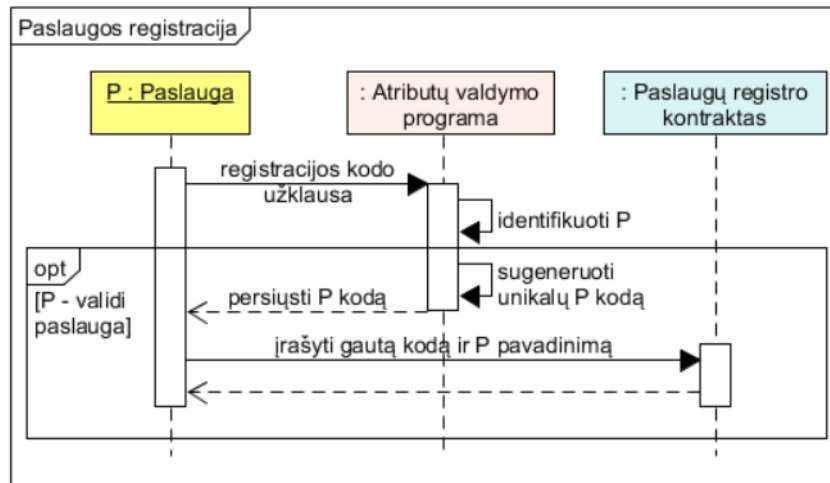 Paslaugos registracija
P : Paslauga
: Atributų valdymo
programa
: Paslaugų registro
kontraktas
registracijos kodo
užklausa
identifikuoti P
opt
[P - validi
paslauga]
sugeneruoti
unikalų P kodą
persiųsti P kodą
įrašyti gautą kodą ir P pavadinimą